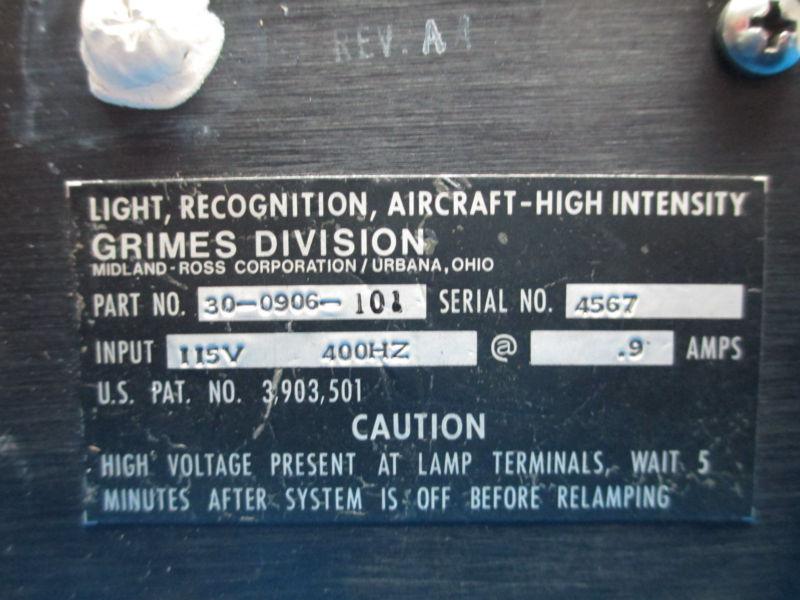 REV. A
LIGHT, RECOGNITION, AIRCRAFT-HIGH INTENSITY
GRIMES DIVISION
MIDLAND-ROSS CORPORATION / URBANA, OHIO
PART NO. 30-0906-101 SERIAL NO. 4567
INPUT 115V 400HZ @ .9 AMPS
U.S. PAT. NO. 3,903,501
CAUTION
HIGH VOLTAGE PRESENT AT LAMP TERMINALS, WAIT 5
MINUTES AFTER SYSTEM IS OFF BEFORE RELAMPING